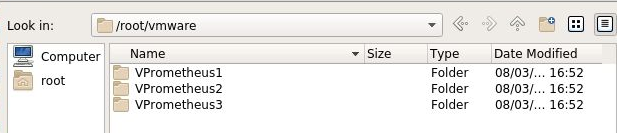 Look in: /root/vmware
Computer
root
Name Size Type Date Modified
VPrometheus1 Folder 08/03/... 16:52
VPrometheus2 Folder 08/03/... 16:52
VPrometheus3 Folder 08/03/... 16:52